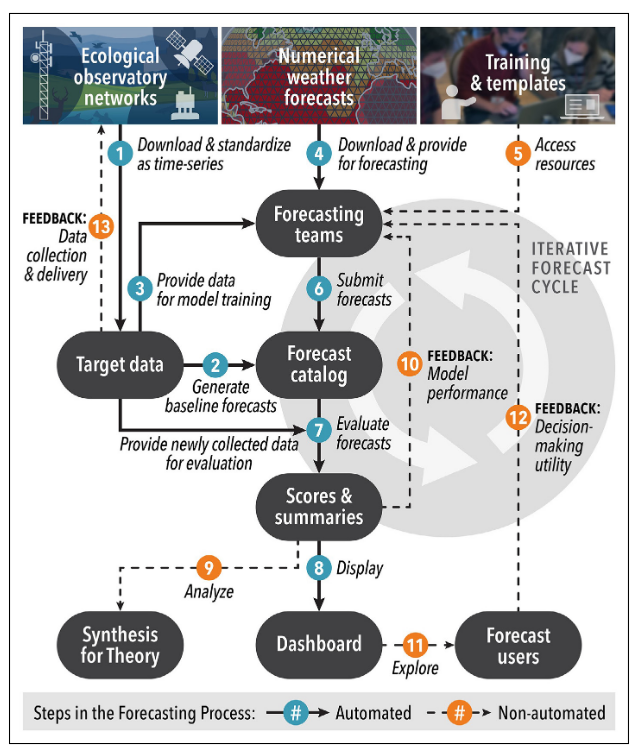 Ecological
observatory
networks
Numerical
weather
forecasts
Training
& templates
1
Download & standardize
as time-series
4
Download & provide
for forecasting
5
Access
resources
FEEDBACK:
Data
collection
& delivery
13
Forecasting
teams
ITERATIVE
FORECAST
CYCLE
3
Provide data
for model training
6
Submit
forecasts
Target data
2
Generate
baseline forecasts
Forecast
catalog
10
FEEDBACK:
Model
performance
12
FEEDBACK:
Decision-
making
utility
Provide newly collected data
for evaluation
7
Evaluate
forecasts
Scores &
summaries
9
Analyze
8
Display
Synthesis
for Theory
Dashboard
11
Explore
Forecast
users
Steps in the Forecasting Process: # Automated # Non-automated